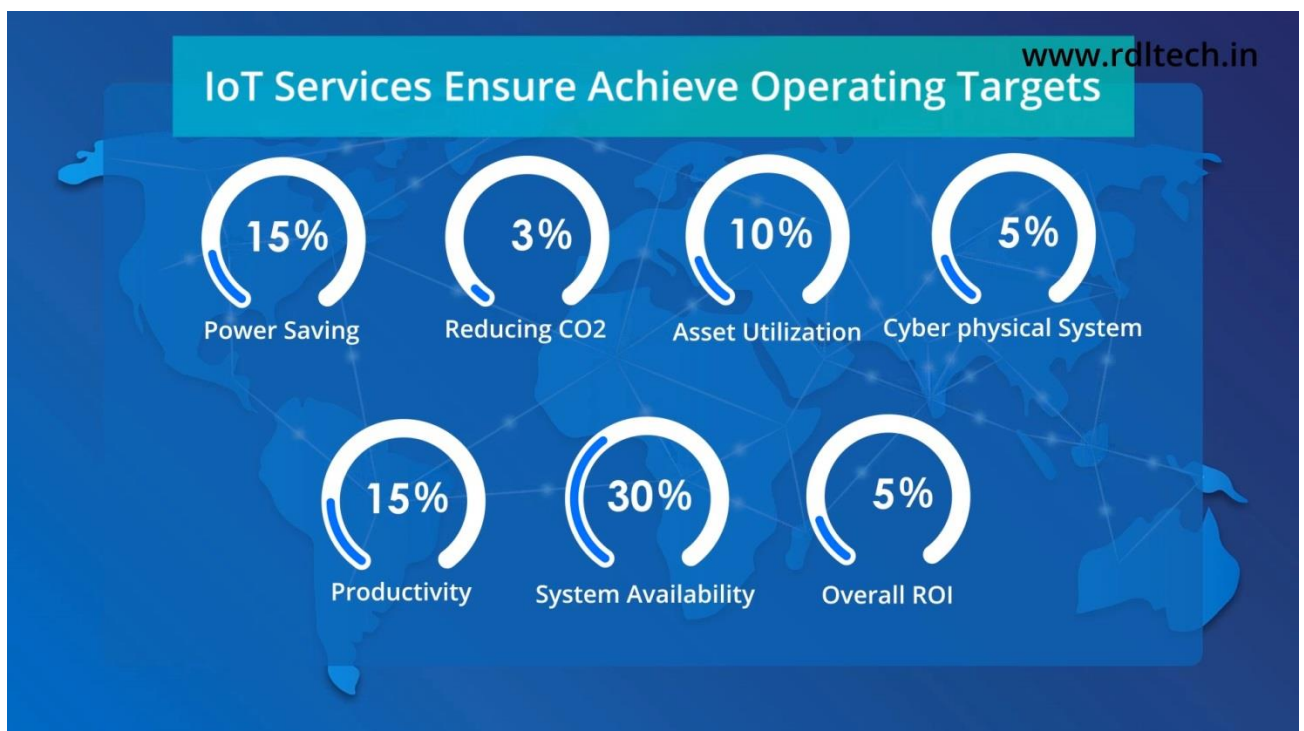 www.rdltech.in
IoT Services Ensure Achieve Operating Targets
15%
3%
10%
5%
Power Saving
Reducing CO2
Asset Utilization
Cyber physical System
15%
30%
5%
Productivity
System Availability
Overall ROI